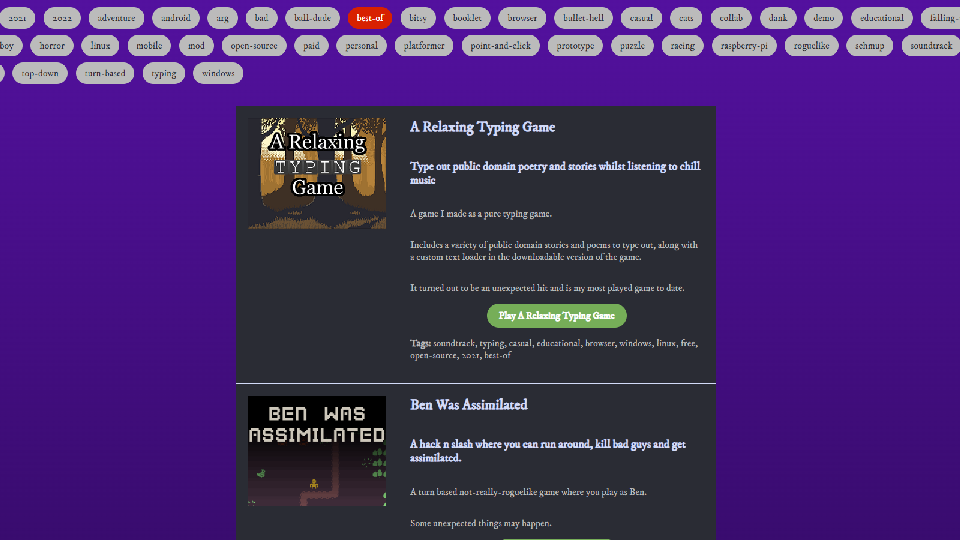 2021 2022 adventure android arg bad ball-dude best-of bitsy booklet browser bullet-hell casual cats collab dank demo educational falling-
boy horror linux mobile mod open-source paid personal platformer point-and-click prototype puzzle racing raspberry-pi roguelike schmup soundtrack
top-down turn-based typing windows
A Relaxing
TYPING
Game
A Relaxing Typing Game
Type out public domain poetry and stories whilst listening to chill
music
A game I made as a pure typing game.
Includes a variety of public domain stories and poems to type out, along with
a custom text loader in the downloadable version of the game.
It turned out to be an unexpected hit and is my most played game to date.
Play A Relaxing Typing Game
Tags: soundtrack, typing, casual, educational, browser, windows, linux, free,
open-source, 2021, best-of
BEN WAS
ASSIMILATED
Ben Was Assimilated
A hack n slash where you can run around, kill bad guys and get
assimilated.
A turn based not-really-roguelike game where you play as Ben.
Some unexpected things may happen.